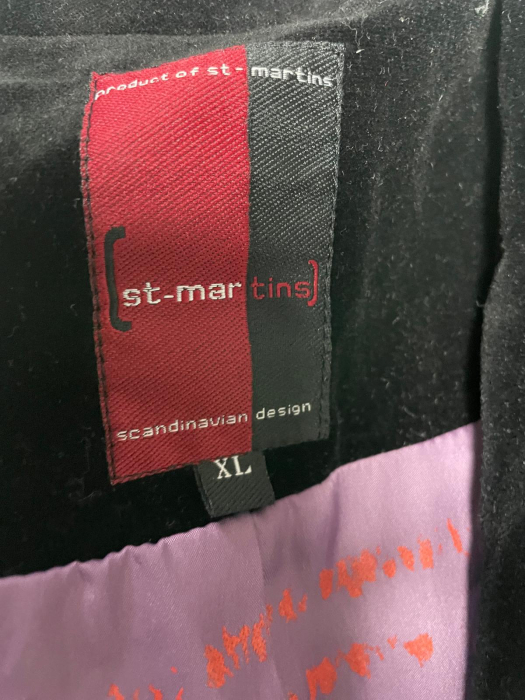 product of st-martins
[st-martins]
scandinavian design
XL